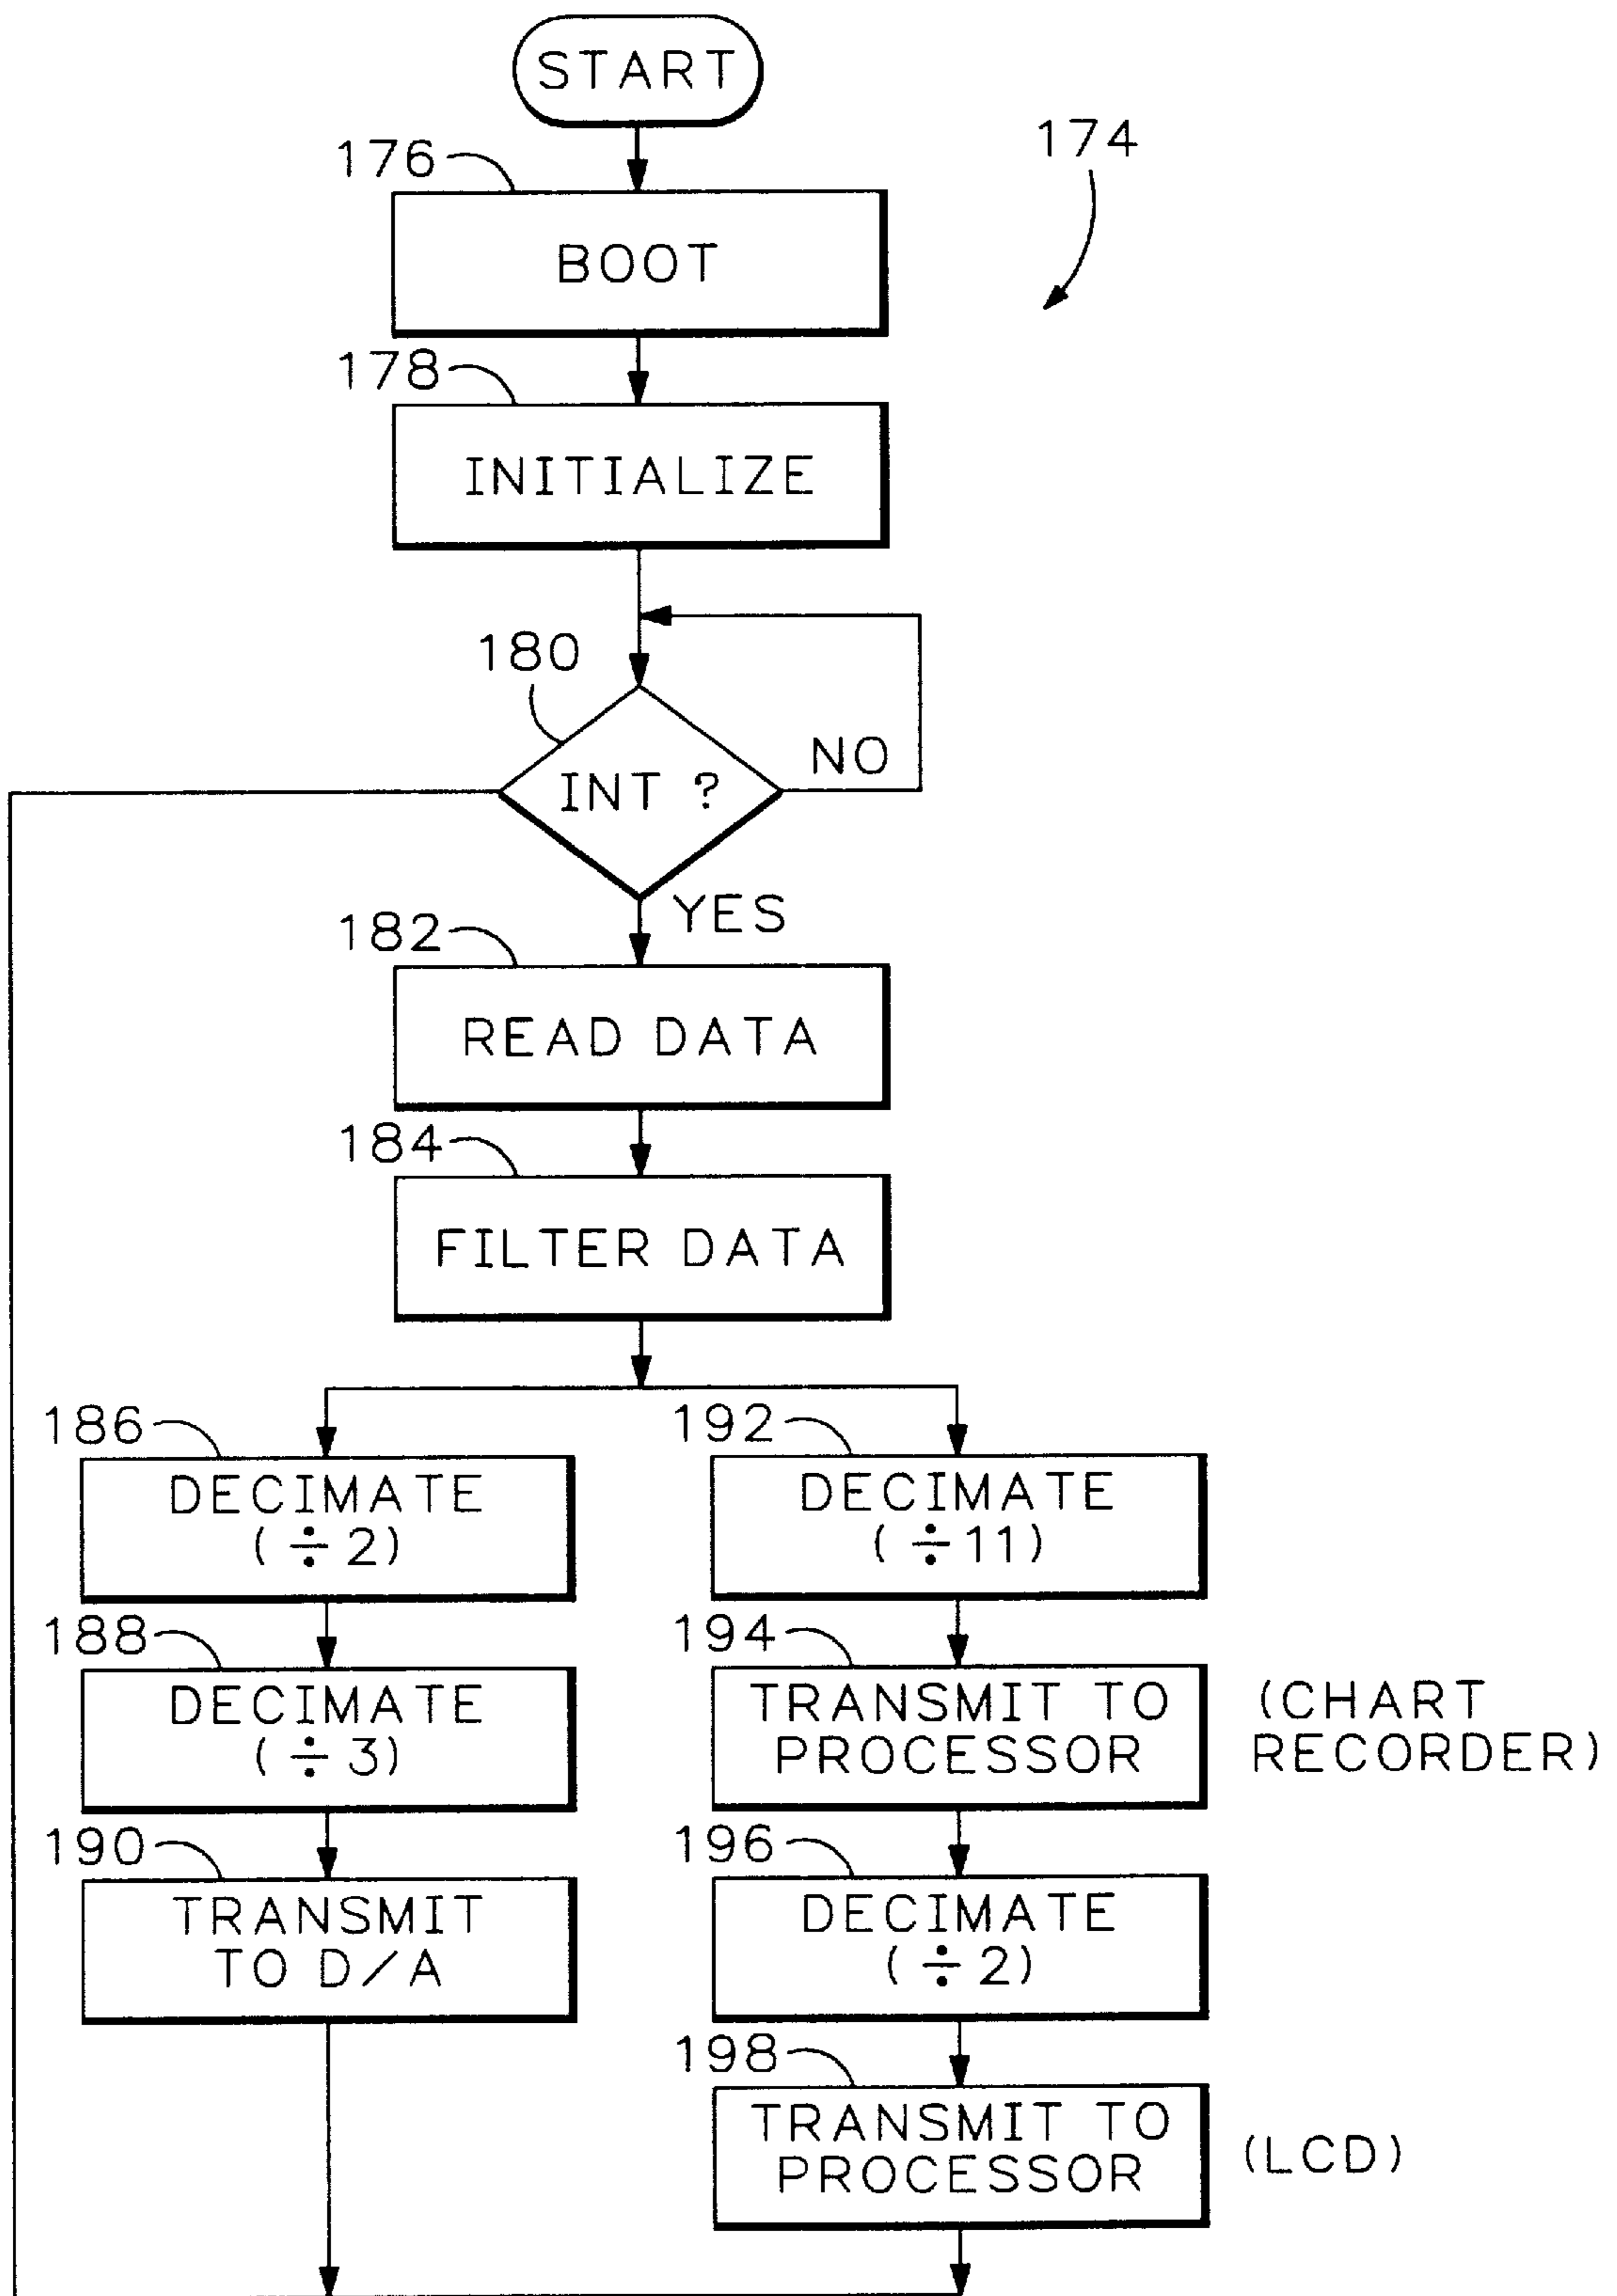 START
174
176
BOOT
178
INITIALIZE
180
INT ?
NO
YES
182
READ DATA
184
FILTER DATA
186
DECIMATE
(÷2)
188
DECIMATE
(÷3)
190
TRANSMIT
TO D/A
192
DECIMATE
(÷11)
194
TRANSMIT TO
PROCESSOR
(CHART
RECORDER)
196
DECIMATE
(÷2)
198
TRANSMIT TO
PROCESSOR
(LCD)